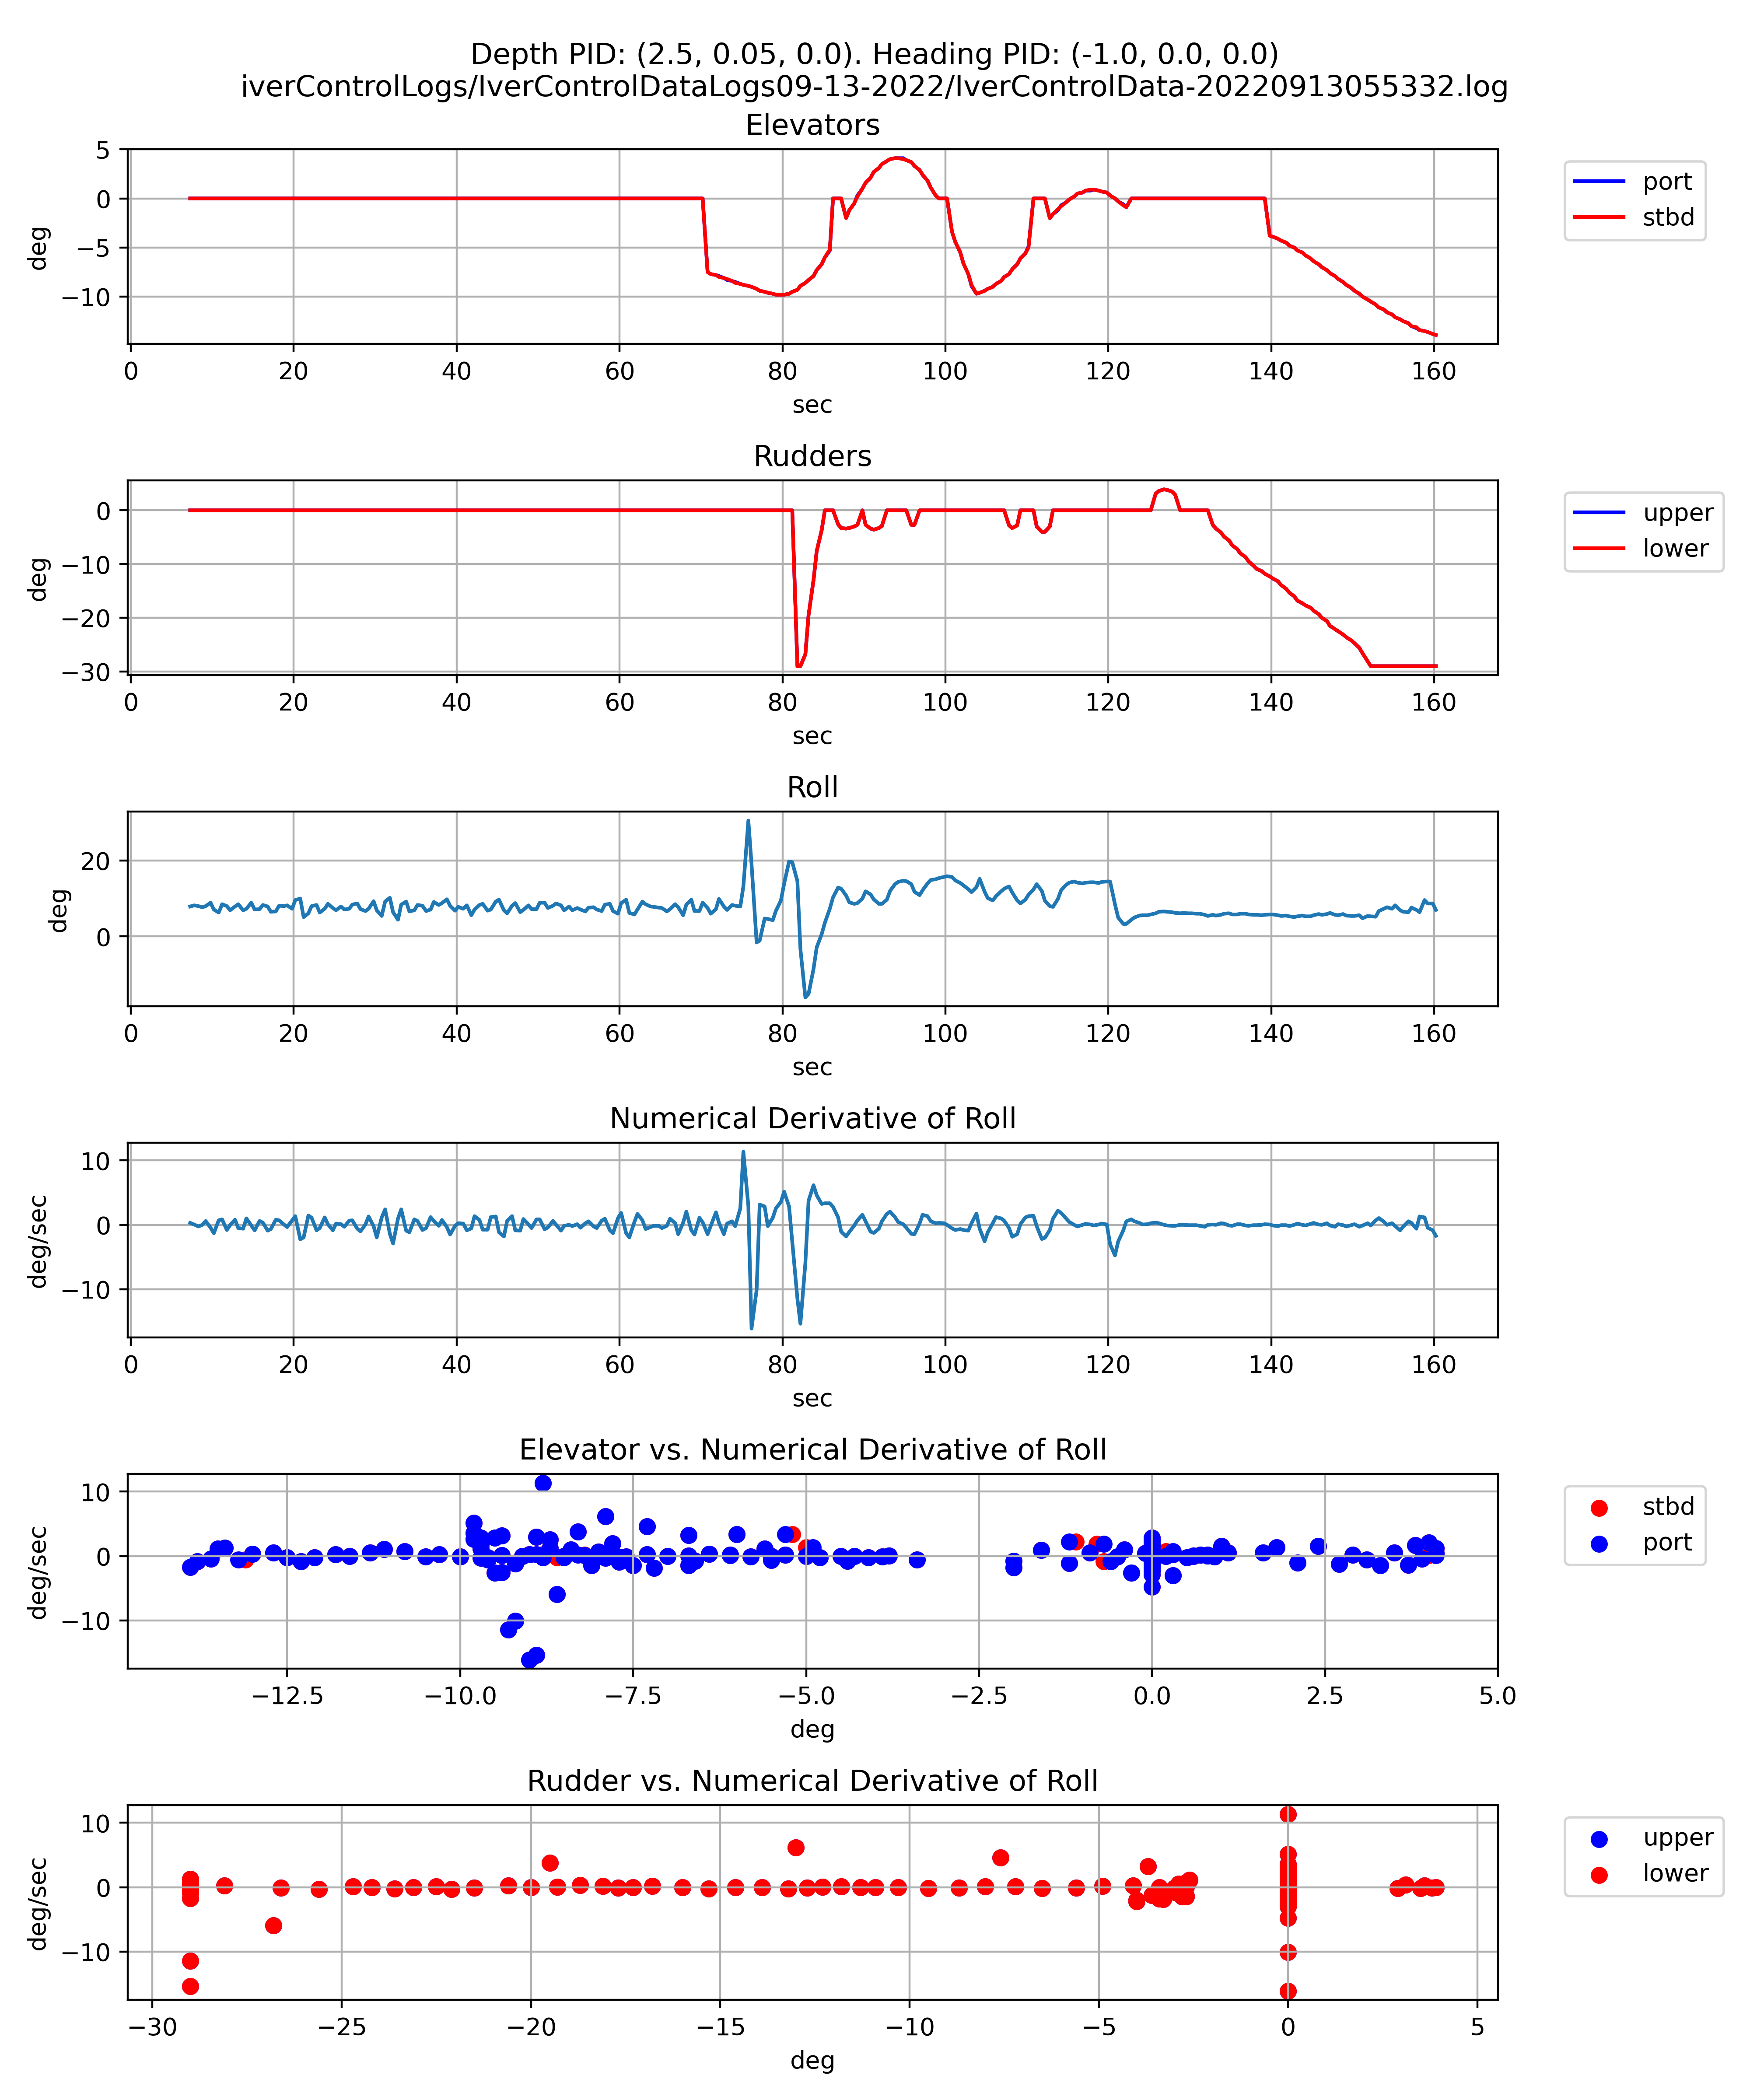 Depth PID: (2.5, 0.05, 0.0). Heading PID: (-1.0, 0.0, 0.0)
iverControlLogs/IverControlDataLogs09-13-2022/IverControlData-20220913055332.log
Elevators
5
0
−5
−10
deg
0 20 40 60 80 100 120 140 160
sec
port
stbd
Rudders
0
−10
−20
−30
deg
0 20 40 60 80 100 120 140 160
sec
upper
lower
Roll
20
0
deg
0 20 40 60 80 100 120 140 160
sec
Numerical Derivative of Roll
10
0
−10
deg/sec
0 20 40 60 80 100 120 140 160
sec
Elevator vs. Numerical Derivative of Roll
10
0
−10
deg/sec
−12.5 −10.0 −7.5 −5.0 −2.5 0.0 2.5 5.0
deg
stbd
port
Rudder vs. Numerical Derivative of Roll
10
0
−10
deg/sec
−30 −25 −20 −15 −10 −5 0 5
deg
upper
lower